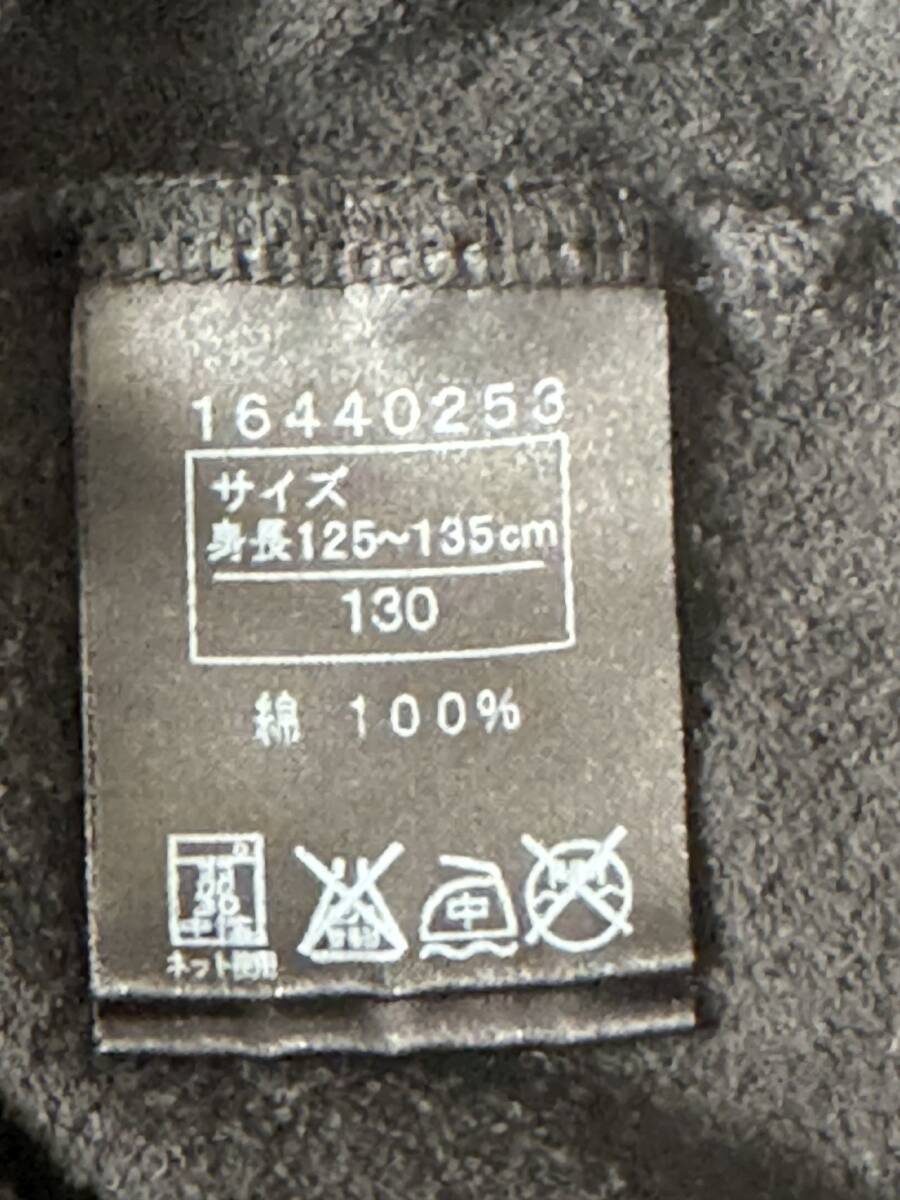 16440253
サイズ
身長125~135cm
130
綿 100%
中
ネット使用